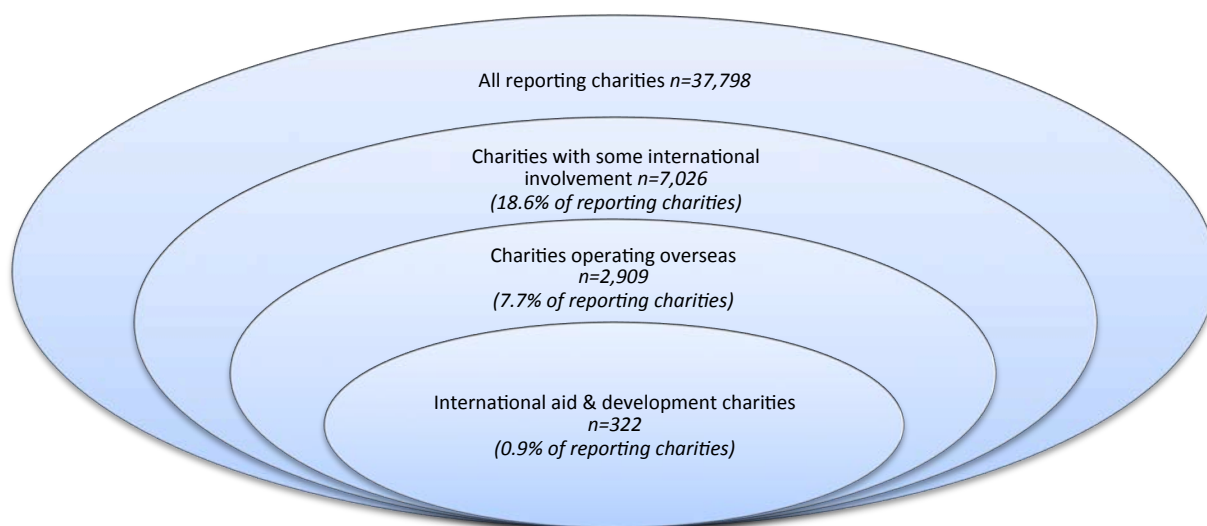 All reporting charities n=37,798
Charities with some international
involvement n=7,026
(18.6% of reporting charities)
Charities operating overseas
n=2,909
(7.7% of reporting charities)
International aid & development charities
n=322
(0.9% of reporting charities)